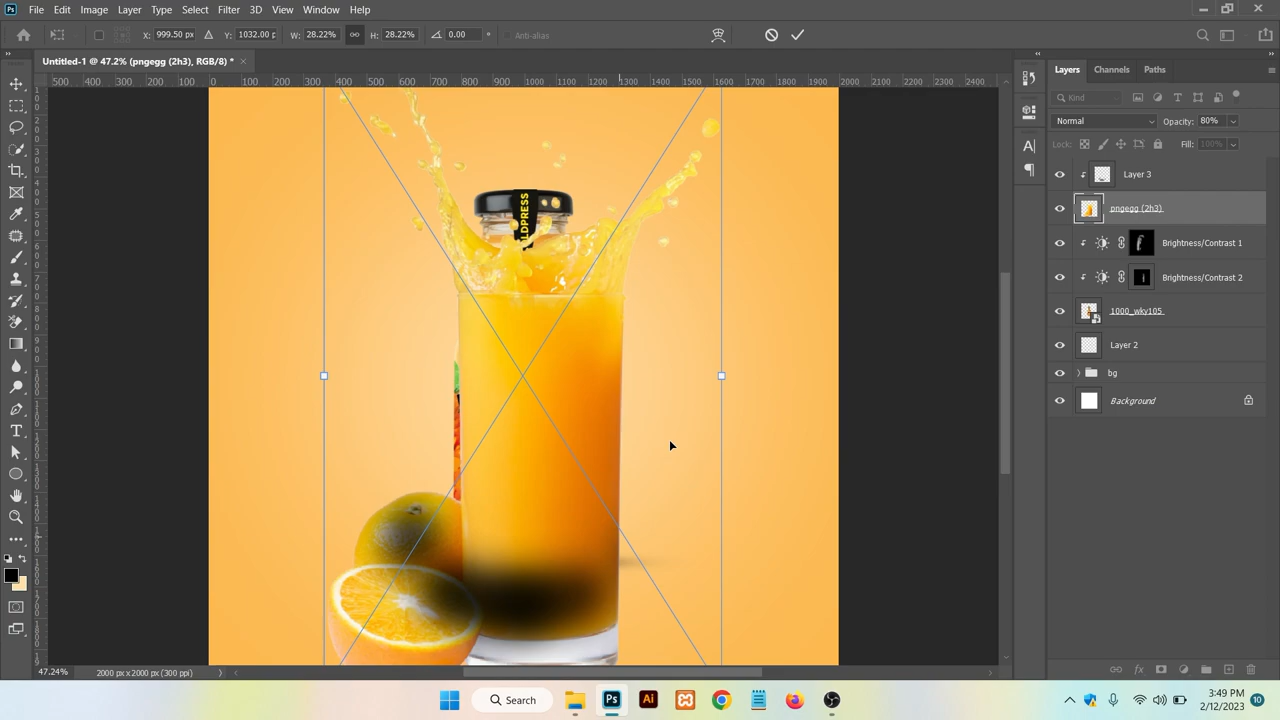 File Edit Image Layer Type Select Filter 3D View Window Help
X: 999.50 px Y: 1032.00 p W: 28.22% H: 28.22% 0.00 ° Anti-alias
Untitled-1 @ 47.2% (pngegg (2h3), RGB/8) *
500 400 300 200 100 0 100 200 300 400 500 600 700 800 900 1000 1100 1200 1300 1400 1500 1600 1700 1800 1900 2000 2100 2200 2300 2400
LDPRESS
Layers Channels Paths
Kind
Normal Opacity: 80%
Lock: Fill: 100%
Layer 3
pngegg (2h3)
Brightness/Contrast 1
Brightness/Contrast 2
1000_wky105
Layer 2
bg
Background
47.24% 2000 px x 2000 px (300 ppi)
Search
3:49 PM
2/12/2023
10